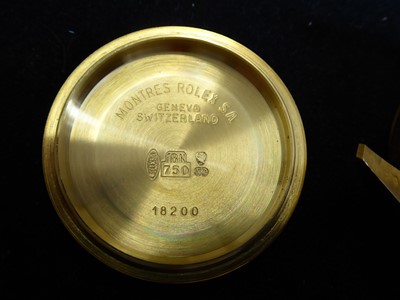 MONTRES ROLEX S.A.
GENEVA
SWITZERLAND
18K
750
18200